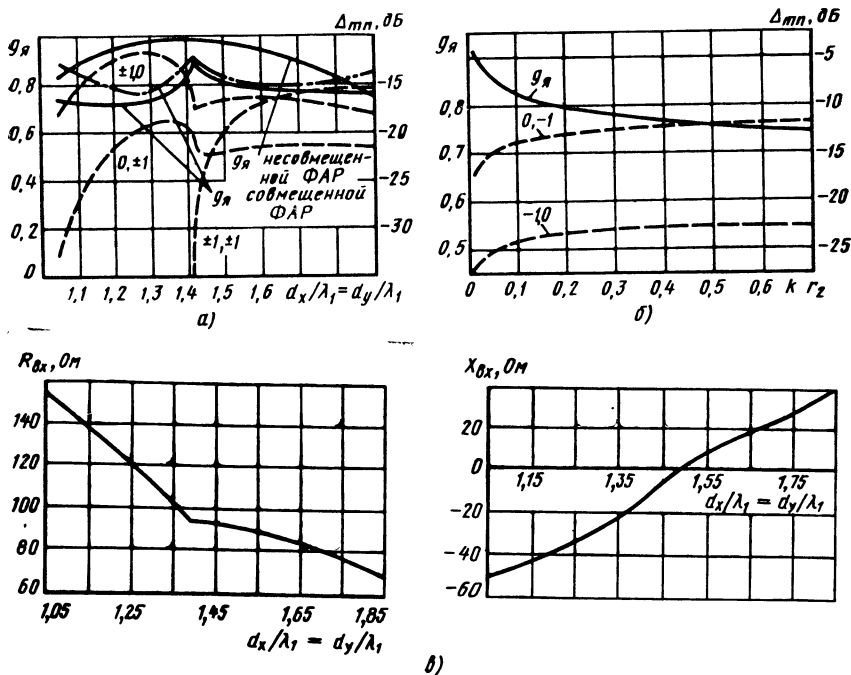 gя
Δmn, дБ
0,8
0,6
0,4
0,2
0
±1,0
0,±1
±1,±1
gя несовмещен-
ной ФАР
gя совмещенной
ФАР
-15
-20
-25
-30
1,1 1,2 1,3 1,4 1,5 1,6 dx/λ1=dy/λ1
а)
gя
Δmn, дБ
0,9
0,8
0,7
0,6
0,5
gя
0,-1
-1,0
-5
-10
-15
-20
-25
0 0,1 0,2 0,3 0,4 0,5 0,6 k r2
б)
Rвх, Ом
140
120
100
80
60
1,05 1,25 1,45 1,65 1,85
dx/λ1 = dy/λ1
Xвх, Ом
20
0
-20
-40
-60
1,15 1,35 1,55 1,75
dx/λ1 = dy/λ1
в)